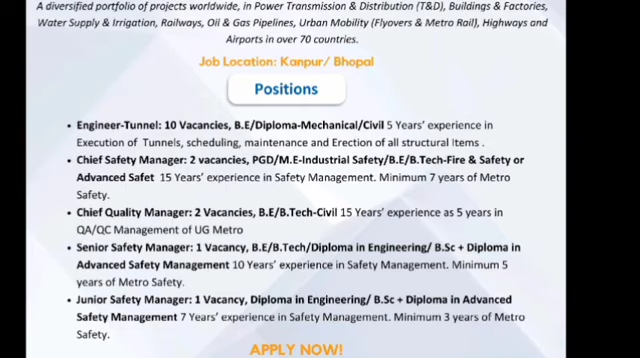 A diversified portfolio of projects worldwide, in Power Transmission & Distribution (T&D), Buildings & Factories,
Water Supply & Irrigation, Railways, Oil & Gas Pipelines, Urban Mobility (Flyovers & Metro Rail), Highways and
Airports in over 70 countries.
Job Location: Kanpur/ Bhopal
Positions
• Engineer-Tunnel: 10 Vacancies, B.E/Diploma-Mechanical/Civil 5 Years' experience in
Execution of Tunnels, scheduling, maintenance and Erection of all structural Items .
• Chief Safety Manager: 2 vacancies, PGD/M.E-Industrial Safety/B.E/B.Tech-Fire & Safety or
Advanced Safet 15 Years' experience in Safety Management. Minimum 7 years of Metro
Safety.
• Chief Quality Manager: 2 Vacancies, B.E/B.Tech-Civil 15 Years' experience as 5 years in
QA/QC Management of UG Metro
• Senior Safety Manager: 1 Vacancy, B.E/B.Tech/Diploma in Engineering/ B.Sc + Diploma in
Advanced Safety Management 10 Years' experience in Safety Management. Minimum 5
years of Metro Safety.
• Junior Safety Manager: 1 Vacancy, Diploma in Engineering/ B.Sc + Diploma in Advanced
Safety Management 7 Years' experience in Safety Management. Minimum 3 years of Metro
Safety.
APPLY NOW!